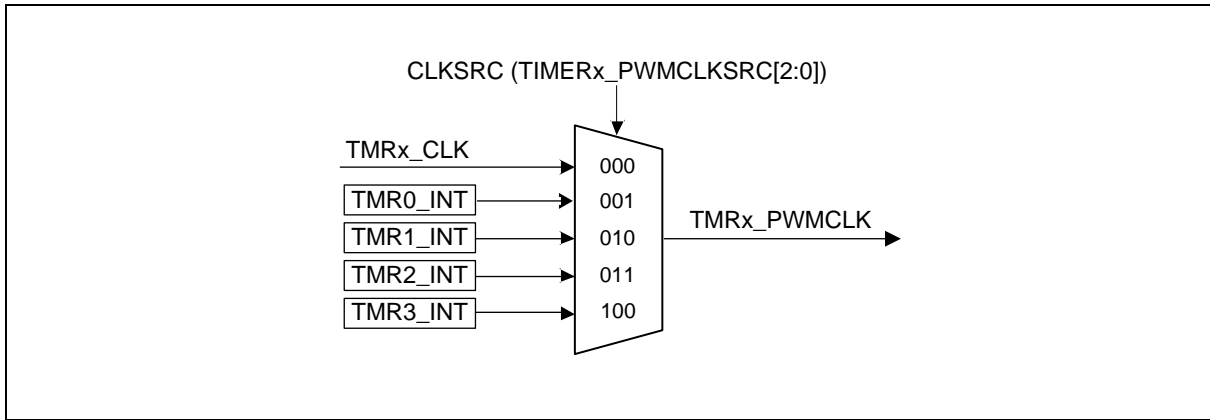 CLKSRC (TIMERx_PWMCLKSRC[2:0])
TMRx_CLK
000
TMR0_INT
001
TMR1_INT
010
TMRx_PWMCLK
TMR2_INT
011
TMR3_INT
100